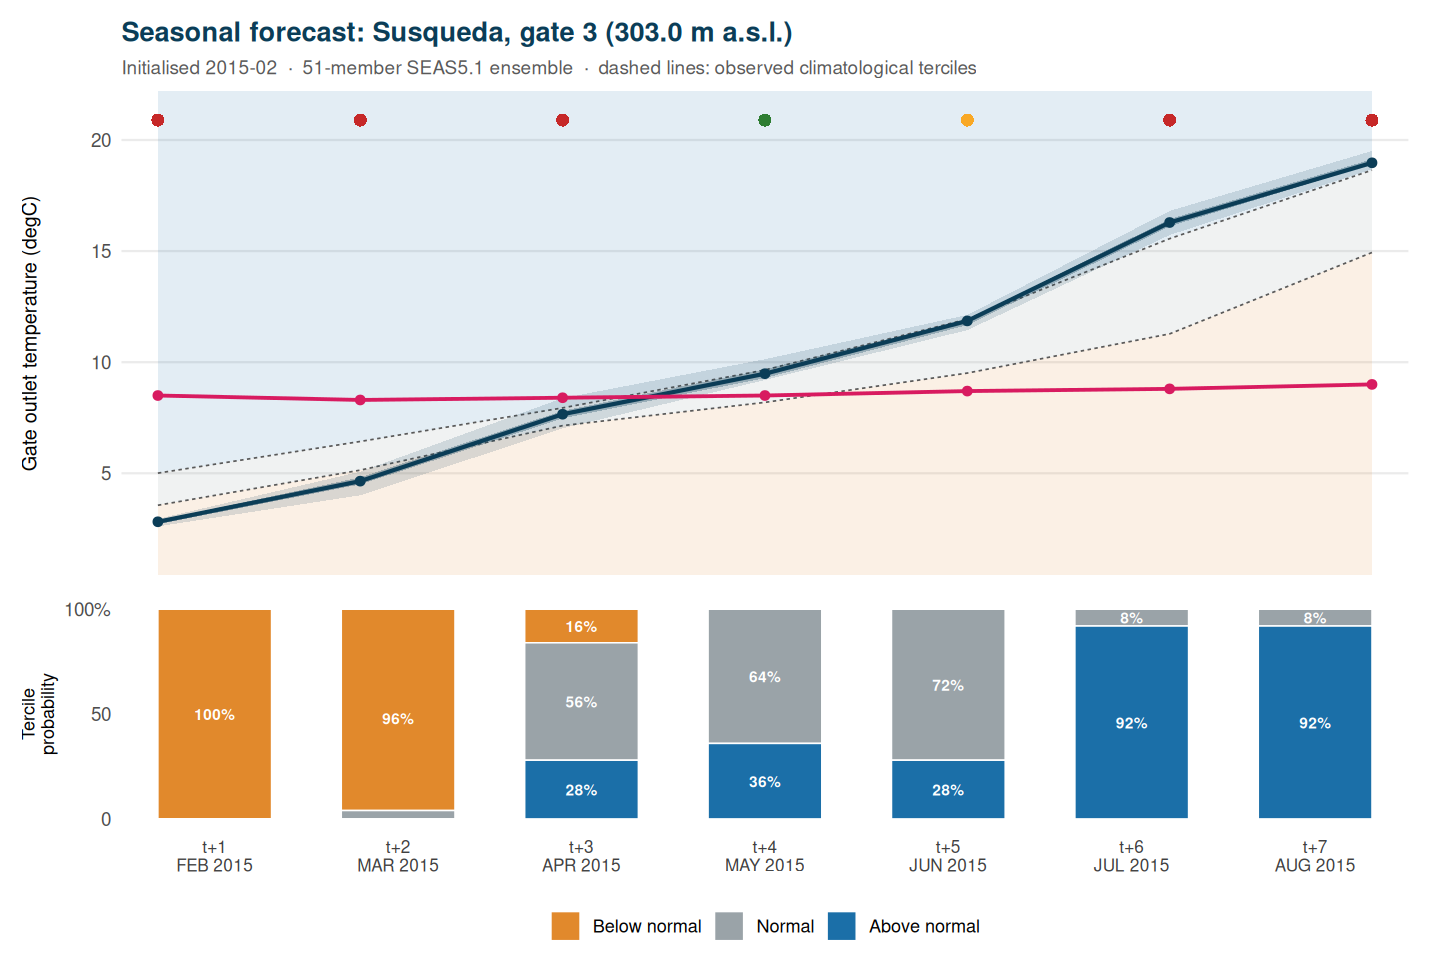 Seasonal forecast: Susqueda, gate 3 (303.0 m a.s.l.)
Initialised 2015-02 · 51-member SEAS5.1 ensemble · dashed lines: observed climatological terciles
Gate outlet temperature (degC)
20
15
10
5
Tercile
probability
100%
50
0
100%
96%
16%
56%
28%
64%
36%
72%
28%
8%
92%
8%
92%
t+1
FEB 2015
t+2
MAR 2015
t+3
APR 2015
t+4
MAY 2015
t+5
JUN 2015
t+6
JUL 2015
t+7
AUG 2015
Below normal
Normal
Above normal